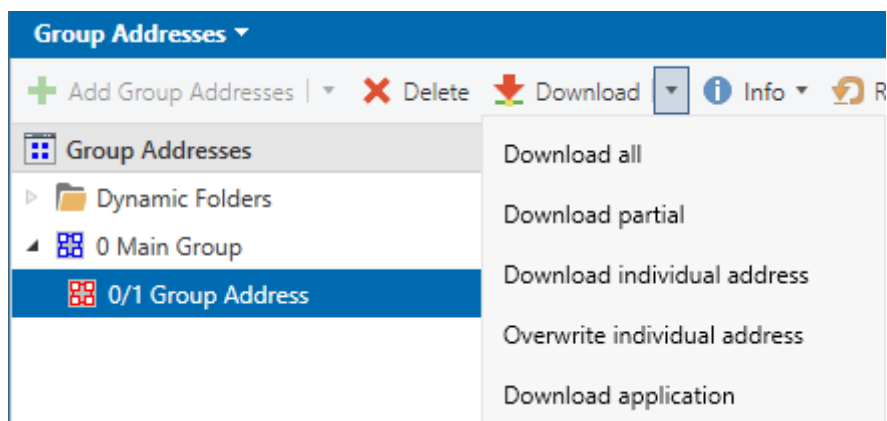 Group Addresses
Add Group Addresses Delete Download Info R
Group Addresses
Dynamic Folders
0 Main Group
0/1 Group Address
Download all
Download partial
Download individual address
Overwrite individual address
Download application